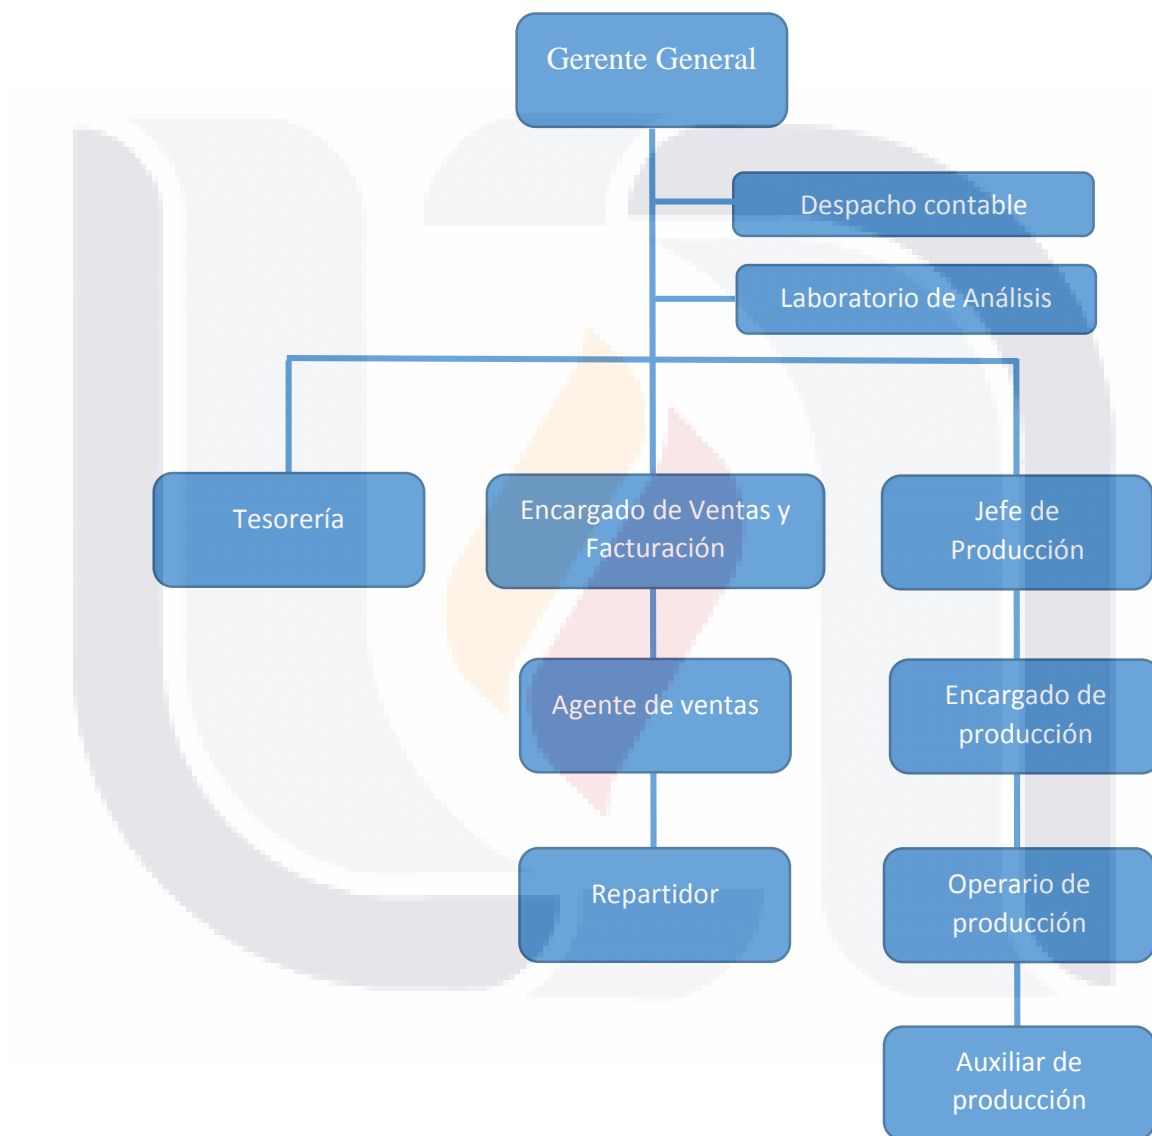 Gerente General
Despacho contable
Laboratorio de Análisis
Tesorería
Encargado de Ventas y
Facturación
Jefe de
Producción
Agente de ventas
Encargado de
producción
Repartidor
Operario de
producción
Auxiliar de
producción